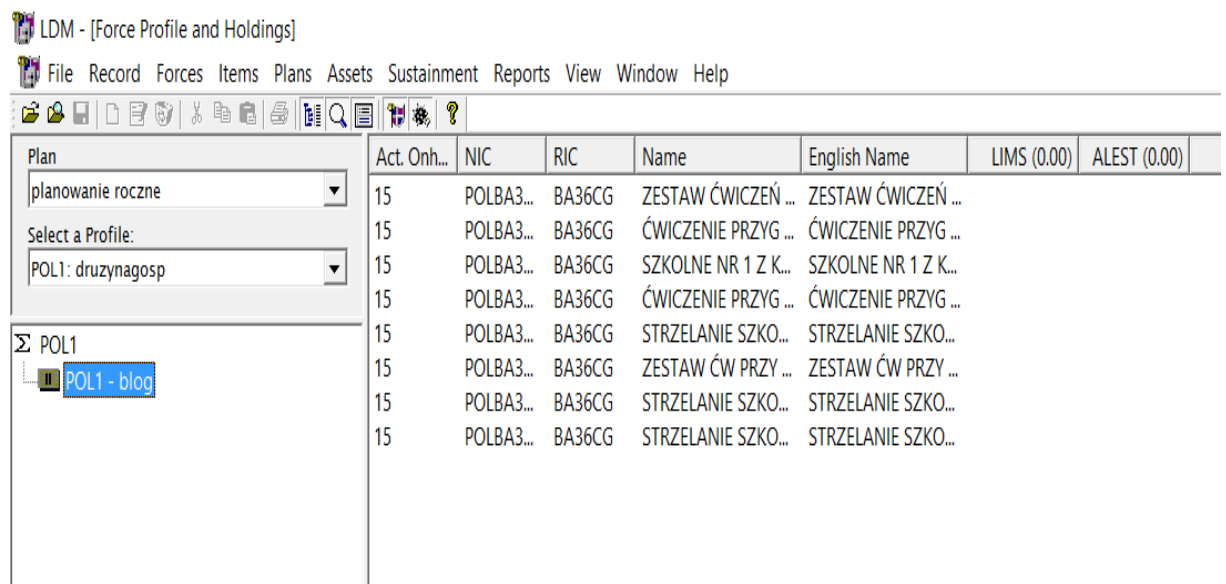 LDM - [Force Profile and Holdings]
File Record Forces Items Plans Assets Sustainment Reports View Window Help
Plan
planowanie roczne
Select a Profile:
POL1: druzynagosp
Σ POL1
POL1 - blog
Act. Onh... NIC RIC Name English Name LIMS (0.00) ALEST (0.00)
15 POLBA3... BA36CG ZESTAW ĆWICZEŃ ... ZESTAW ĆWICZEŃ ...
15 POLBA3... BA36CG ĆWICZENIE PRZYG ... ĆWICZENIE PRZYG ...
15 POLBA3... BA36CG SZKOLNE NR 1 Z K... SZKOLNE NR 1 Z K...
15 POLBA3... BA36CG ĆWICZENIE PRZYG ... ĆWICZENIE PRZYG ...
15 POLBA3... BA36CG STRZELANIE SZKO... STRZELANIE SZKO...
15 POLBA3... BA36CG ZESTAW ĆW PRZY ... ZESTAW ĆW PRZY ...
15 POLBA3... BA36CG STRZELANIE SZKO... STRZELANIE SZKO...
15 POLBA3... BA36CG STRZELANIE SZKO... STRZELANIE SZKO...